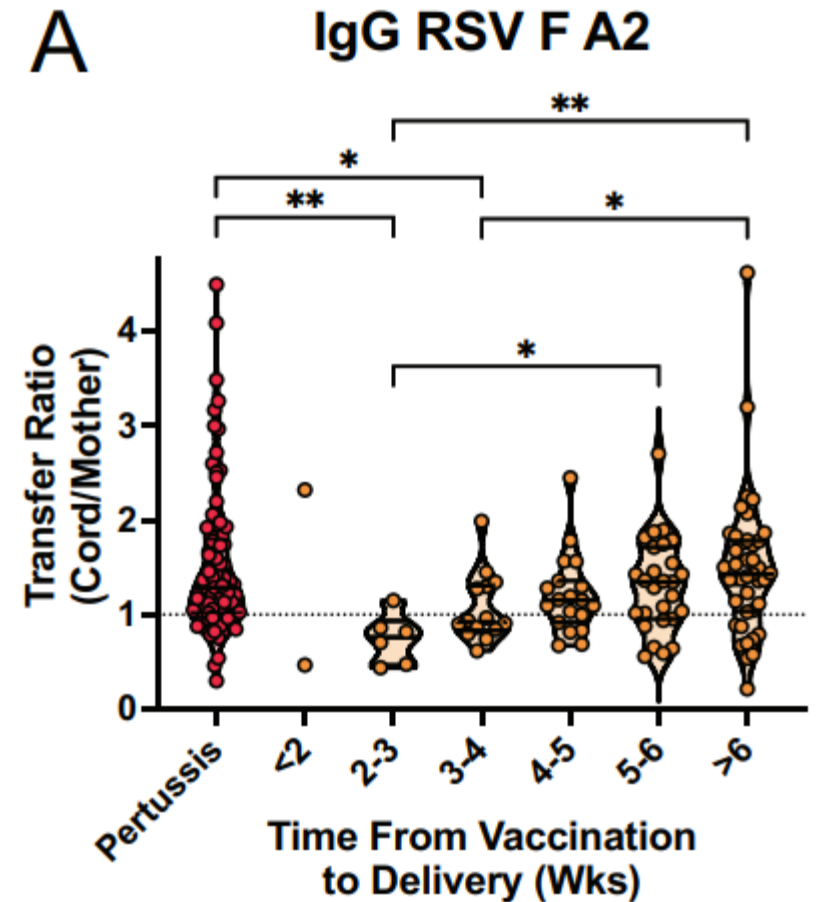 A
IgG RSV F A2
**
*
**
*
*
Transfer Ratio
(Cord/Mother)
4
3
2
1
0
Pertussis
<2
2-3
3-4
4-5
5-6
>6
Time From Vaccination
to Delivery (Wks)